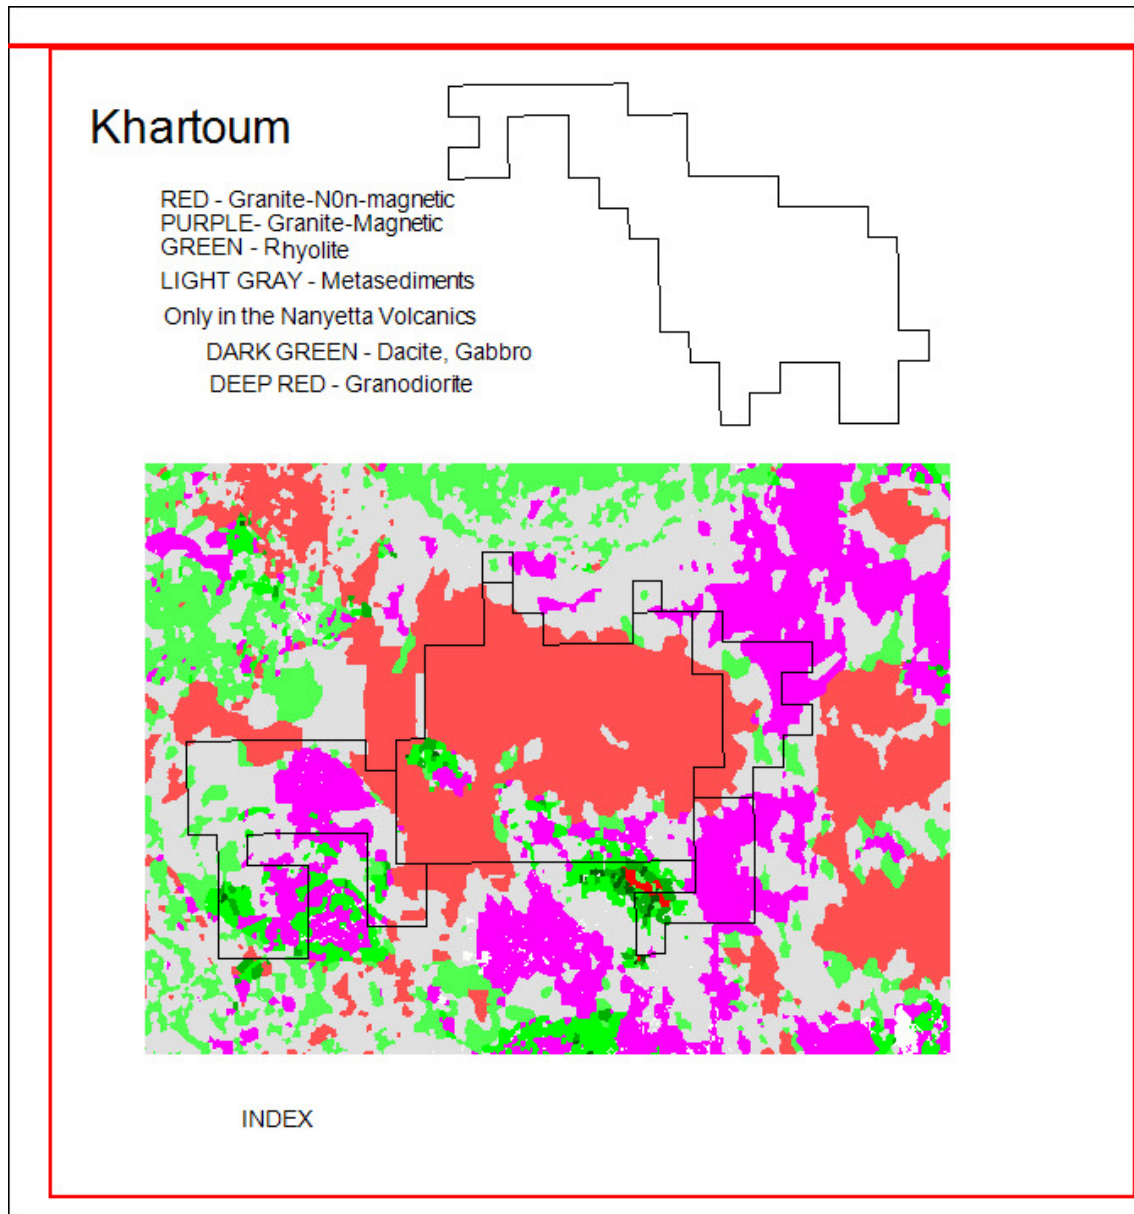 Khartoum
RED - Granite-N0n-magnetic
PURPLE- Granite-Magnetic
GREEN - Rhyolite
LIGHT GRAY - Metasediments
Only in the Nanyetta Volcanics
DARK GREEN - Dacite, Gabbro
DEEP RED - Granodiorite
INDEX